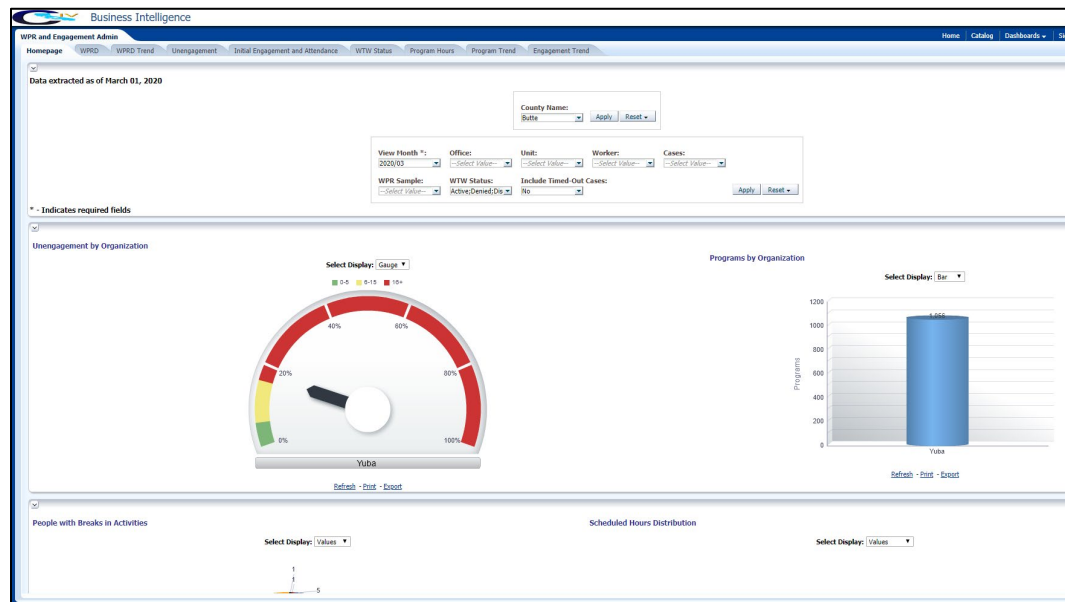 Business Intelligence
WPR and Engagement Admin
Home Catalog Dashboards
Homepage WPRD WPRD Trend Unengagement Initial Engagement and Attendance WTW Status Program Hours Program Trend Engagement Trend
Data extracted as of March 01, 2020
County Name:
Butte Apply Reset
View Month *: Office: Unit: Worker: Cases:
2020/03 --Select Value-- --Select Value-- --Select Value-- --Select Value--
WPR Sample: WTW Status: Include Timed-Out Cases:
--Select Value-- Active;Denied;Dis No Apply Reset
* - Indicates required fields
Unengagement by Organization
Programs by Organization
Select Display: Gauge
Select Display: Bar
0-5 6-15 15+
0% 20% 40% 60% 80% 100%
Yuba
Refresh - Print - Export
1200
1000
800
600
400
200
0
Programs
1,056
Yuba
Refresh - Print - Export
People with Breaks in Activities
Scheduled Hours Distribution
Select Display: Values
Select Display: Values
1
1
5